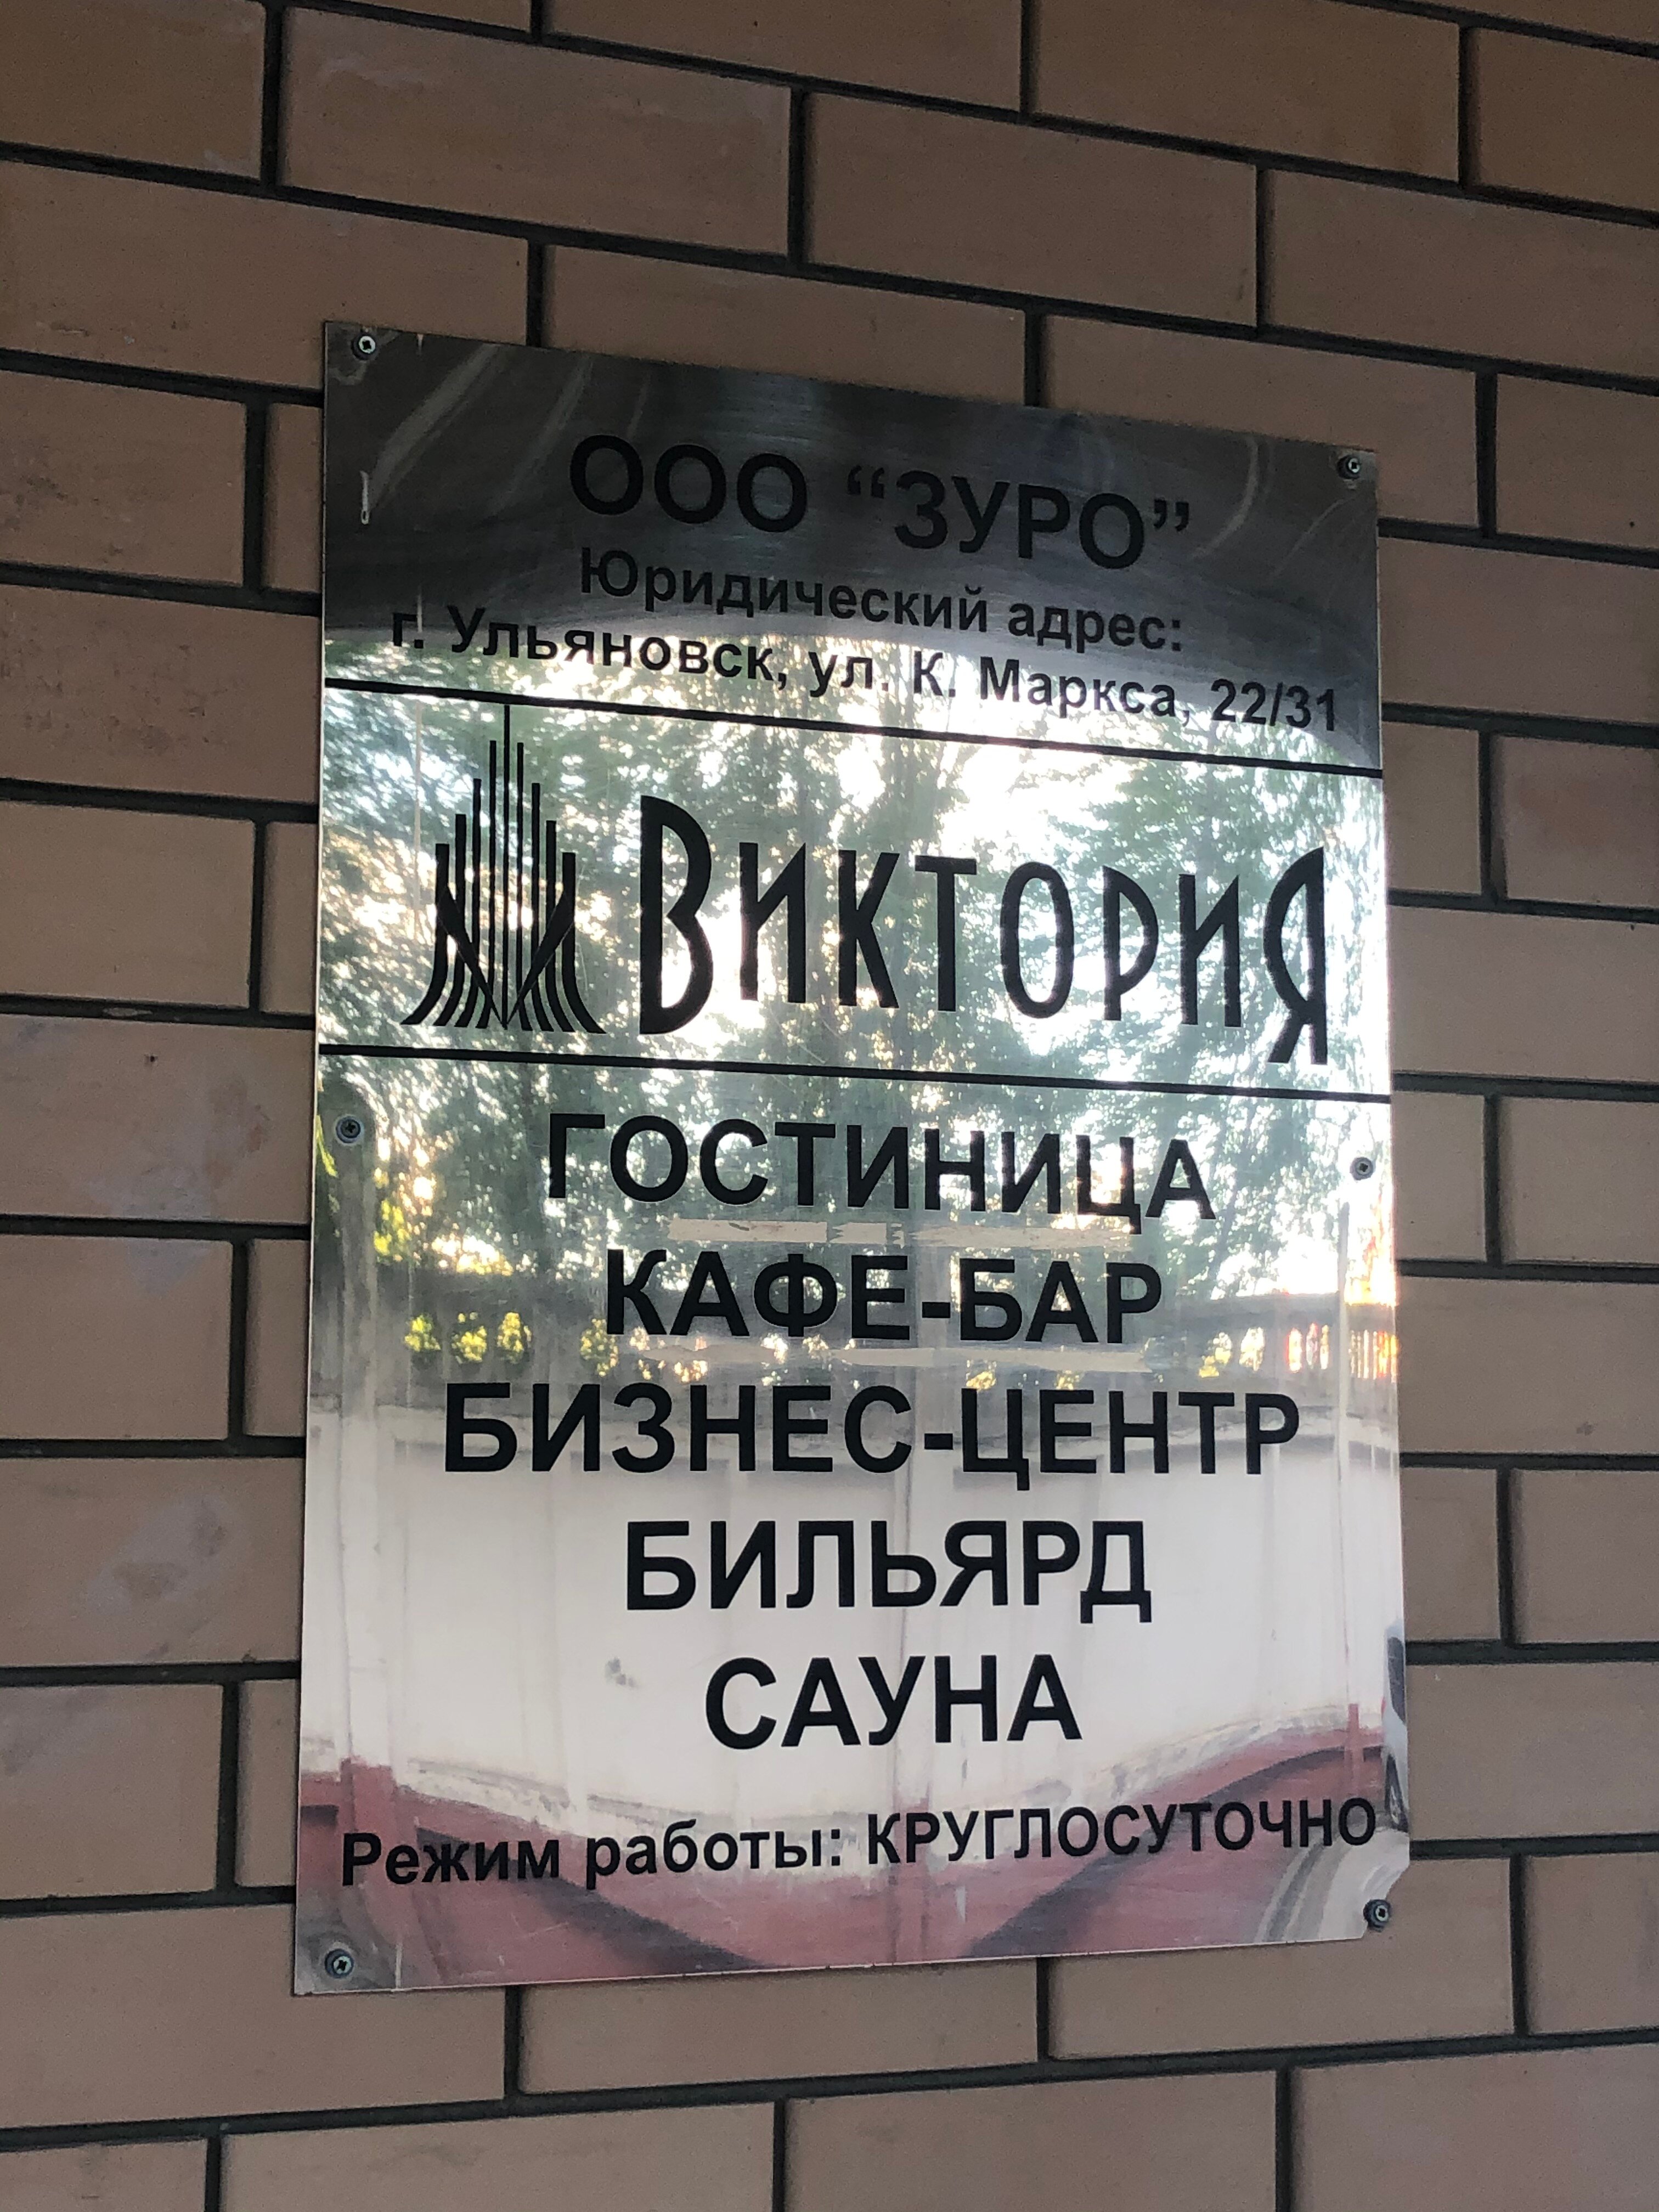 ООО “ЗУРО”
Юридический адрес:
г. Ульяновск, ул. К. Маркса, 22/31
ВИКТОРИЯ
ГОСТИНИЦА
КАФЕ-БАР
БИЗНЕС-ЦЕНТР
БИЛЬЯРД
САУНА
Режим работы: КРУГЛОСУТОЧНО